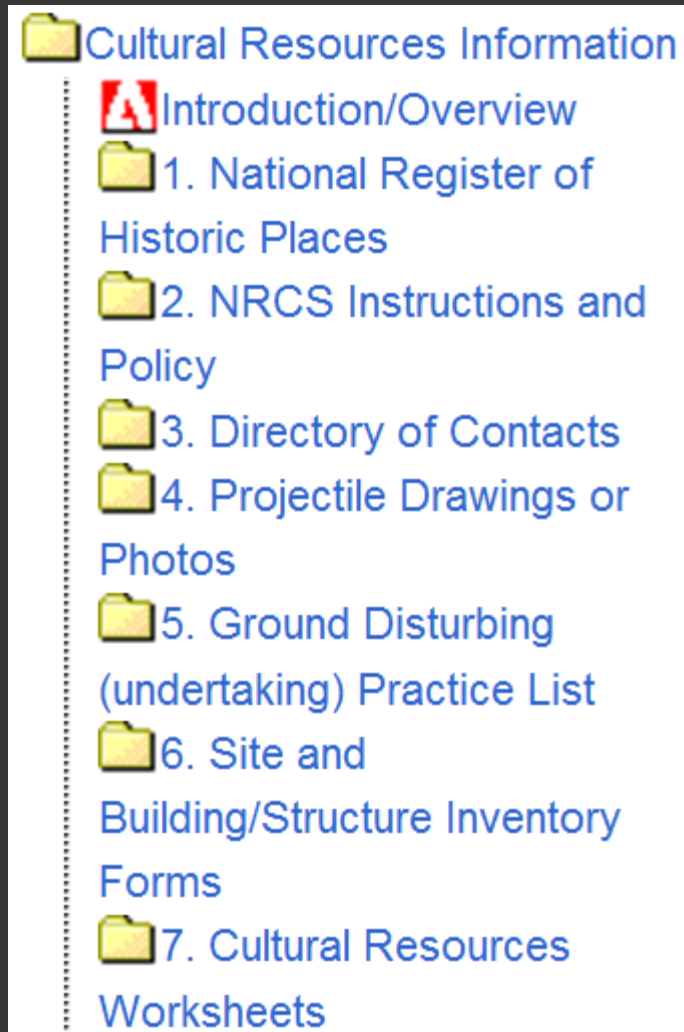 Cultural Resources Information
Introduction/Overview
1. National Register of
Historic Places
2. NRCS Instructions and
Policy
3. Directory of Contacts
4. Projectile Drawings or
Photos
5. Ground Disturbing
(undertaking) Practice List
6. Site and
Building/Structure Inventory
Forms
7. Cultural Resources
Worksheets